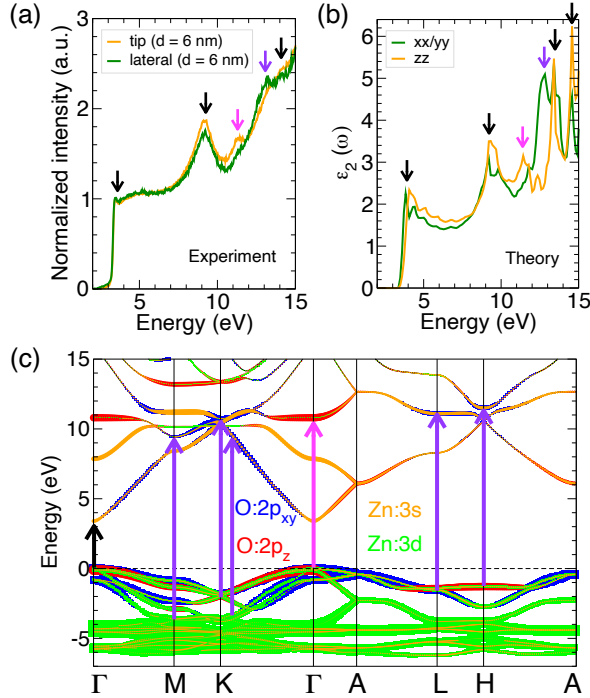 (a)
Normalized intensity (a.u.)
3
2
1
0
tip (d = 6 nm)
lateral (d = 6 nm)
Experiment
5
10
15
Energy (eV)
(b)
ε2 (ω)
6
5
4
3
2
1
0
xx/yy
zz
Theory
5
10
15
Energy (eV)
(c)
Energy (eV)
15
10
5
0
-5
O:2pxy
Zn:3s
O:2pz
Zn:3d
Γ M K Γ A L H A